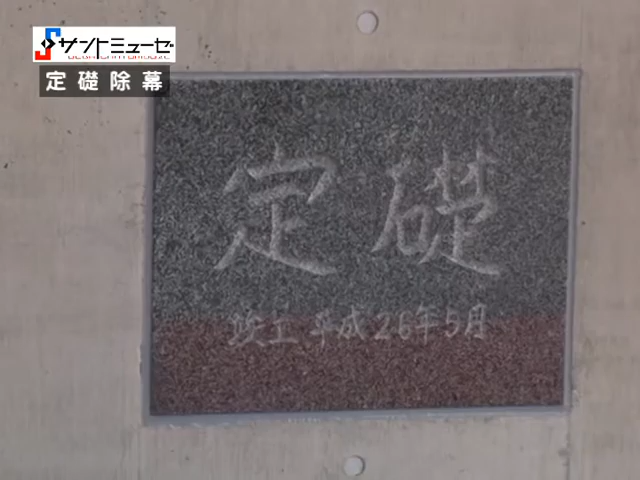 サントミューゼ
定礎除幕
定礎
竣工 平成26年5月